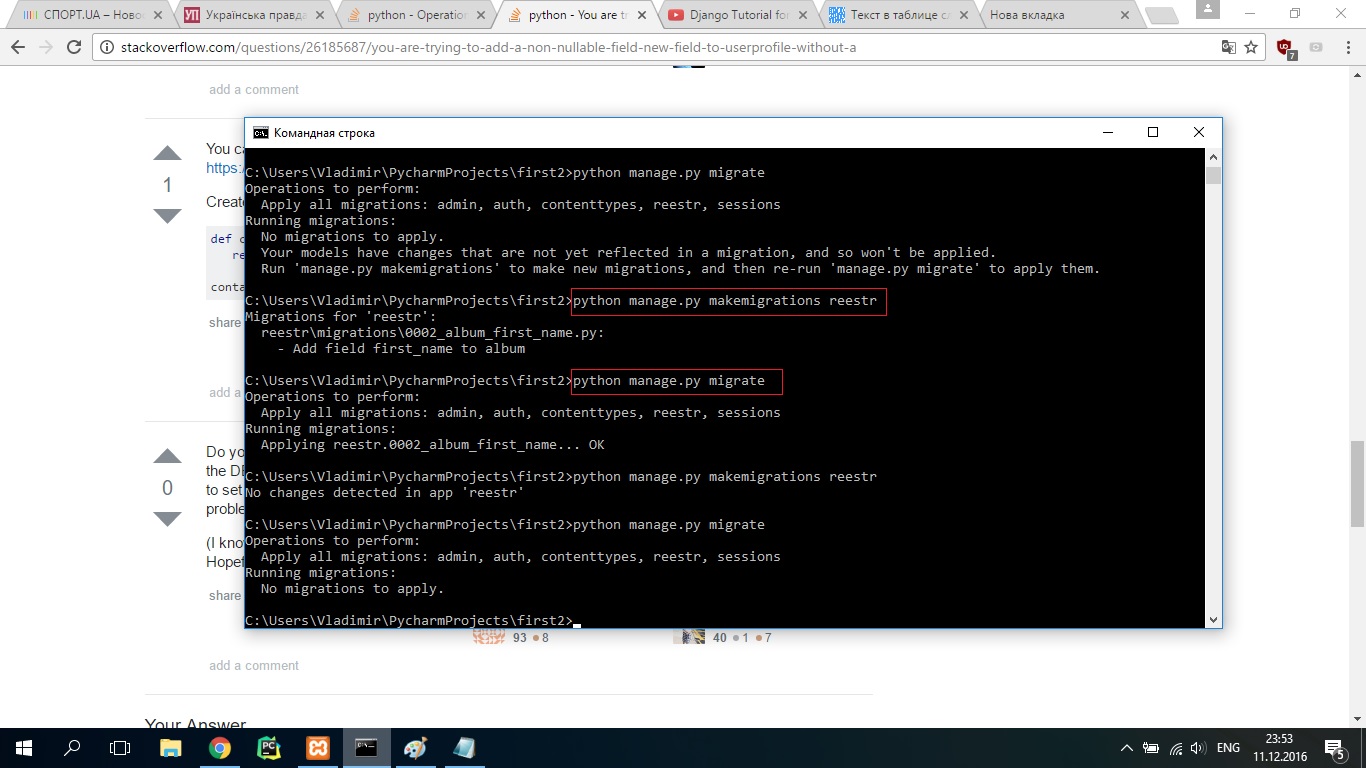 СПОРТ.UA – Новос
Українська правда
python - Operation
python - You are tr
Django Tutorial for
Текст в таблице сл
Нова вкладка
stackoverflow.com/questions/26185687/you-are-trying-to-add-a-non-nullable-field-new-field-to-userprofile-without-a
7
add a comment
You ca
https:/
1
Create
def c
re
conta
share
add a
Командная строка
C:\Users\Vladimir\PycharmProjects\first2>python manage.py migrate
Operations to perform:
Apply all migrations: admin, auth, contenttypes, reestr, sessions
Running migrations:
No migrations to apply.
Your models have changes that are not yet reflected in a migration, and so won't be applied.
Run 'manage.py makemigrations' to make new migrations, and then re-run 'manage.py migrate' to apply them.
C:\Users\Vladimir\PycharmProjects\first2>python manage.py makemigrations reestr
Migrations for 'reestr':
reestr\migrations\0002_album_first_name.py:
- Add field first_name to album
C:\Users\Vladimir\PycharmProjects\first2>python manage.py migrate
Operations to perform:
Apply all migrations: admin, auth, contenttypes, reestr, sessions
Running migrations:
Applying reestr.0002_album_first_name... OK
C:\Users\Vladimir\PycharmProjects\first2>python manage.py makemigrations reestr
No changes detected in app 'reestr'
C:\Users\Vladimir\PycharmProjects\first2>python manage.py migrate
Operations to perform:
Apply all migrations: admin, auth, contenttypes, reestr, sessions
Running migrations:
No migrations to apply.
C:\Users\Vladimir\PycharmProjects\first2>
0
Do yo
the DE
to set
proble
(I know
Hopef
share
93 ● 8
40 ● 1 ● 7
add a comment
Your Answer
ENG
23:53
11.12.2016
5